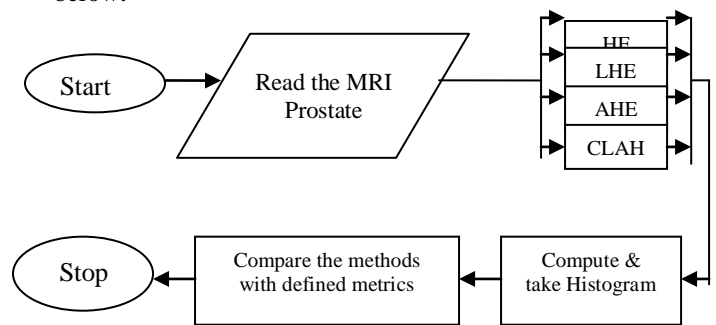 below.
Start
Read the MRI
Prostate
HE
LHE
AHE
CLAH
Stop
Compare the methods
with defined metrics
Compute &
take Histogram